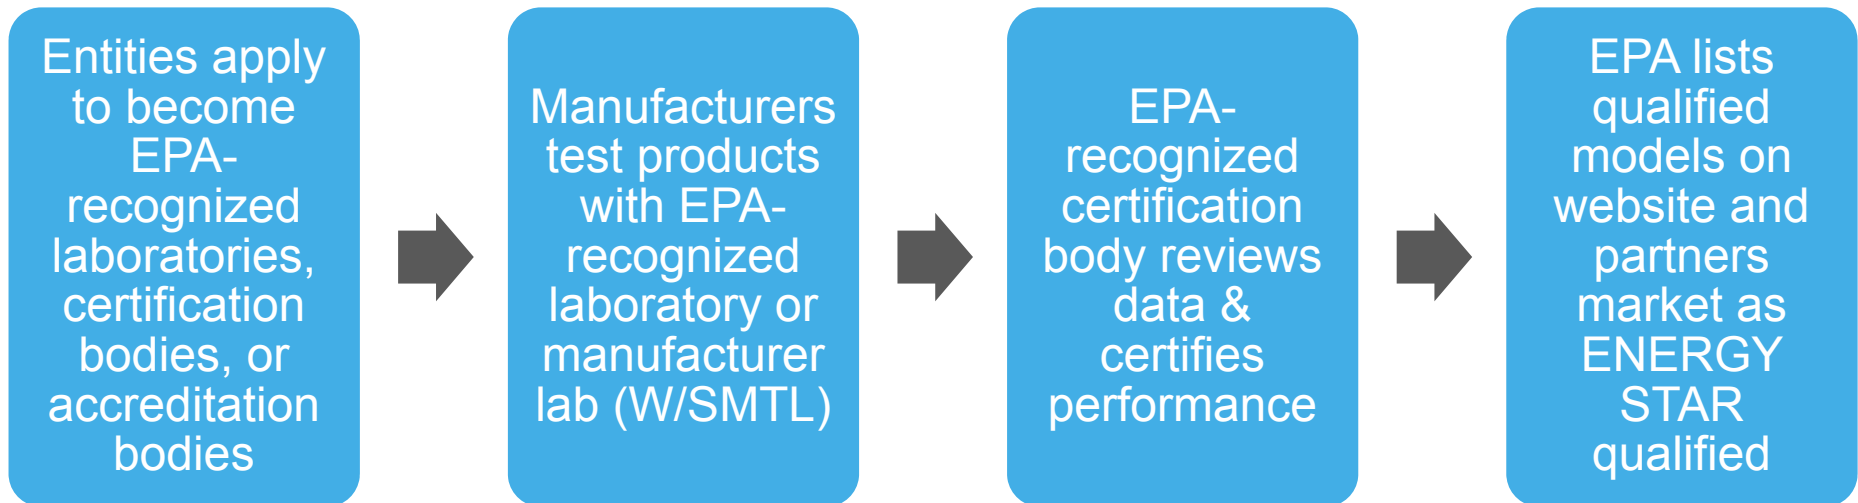 Entities apply
to become
EPA-
recognized
laboratories,
certification
bodies, or
accreditation
bodies
Manufacturers
test products
with EPA-
recognized
laboratory or
manufacturer
lab (W/SMTL)
EPA-
recognized
certification
body reviews
data &
certifies
performance
EPA lists
qualified
models on
website and
partners
market as
ENERGY
STAR
qualified